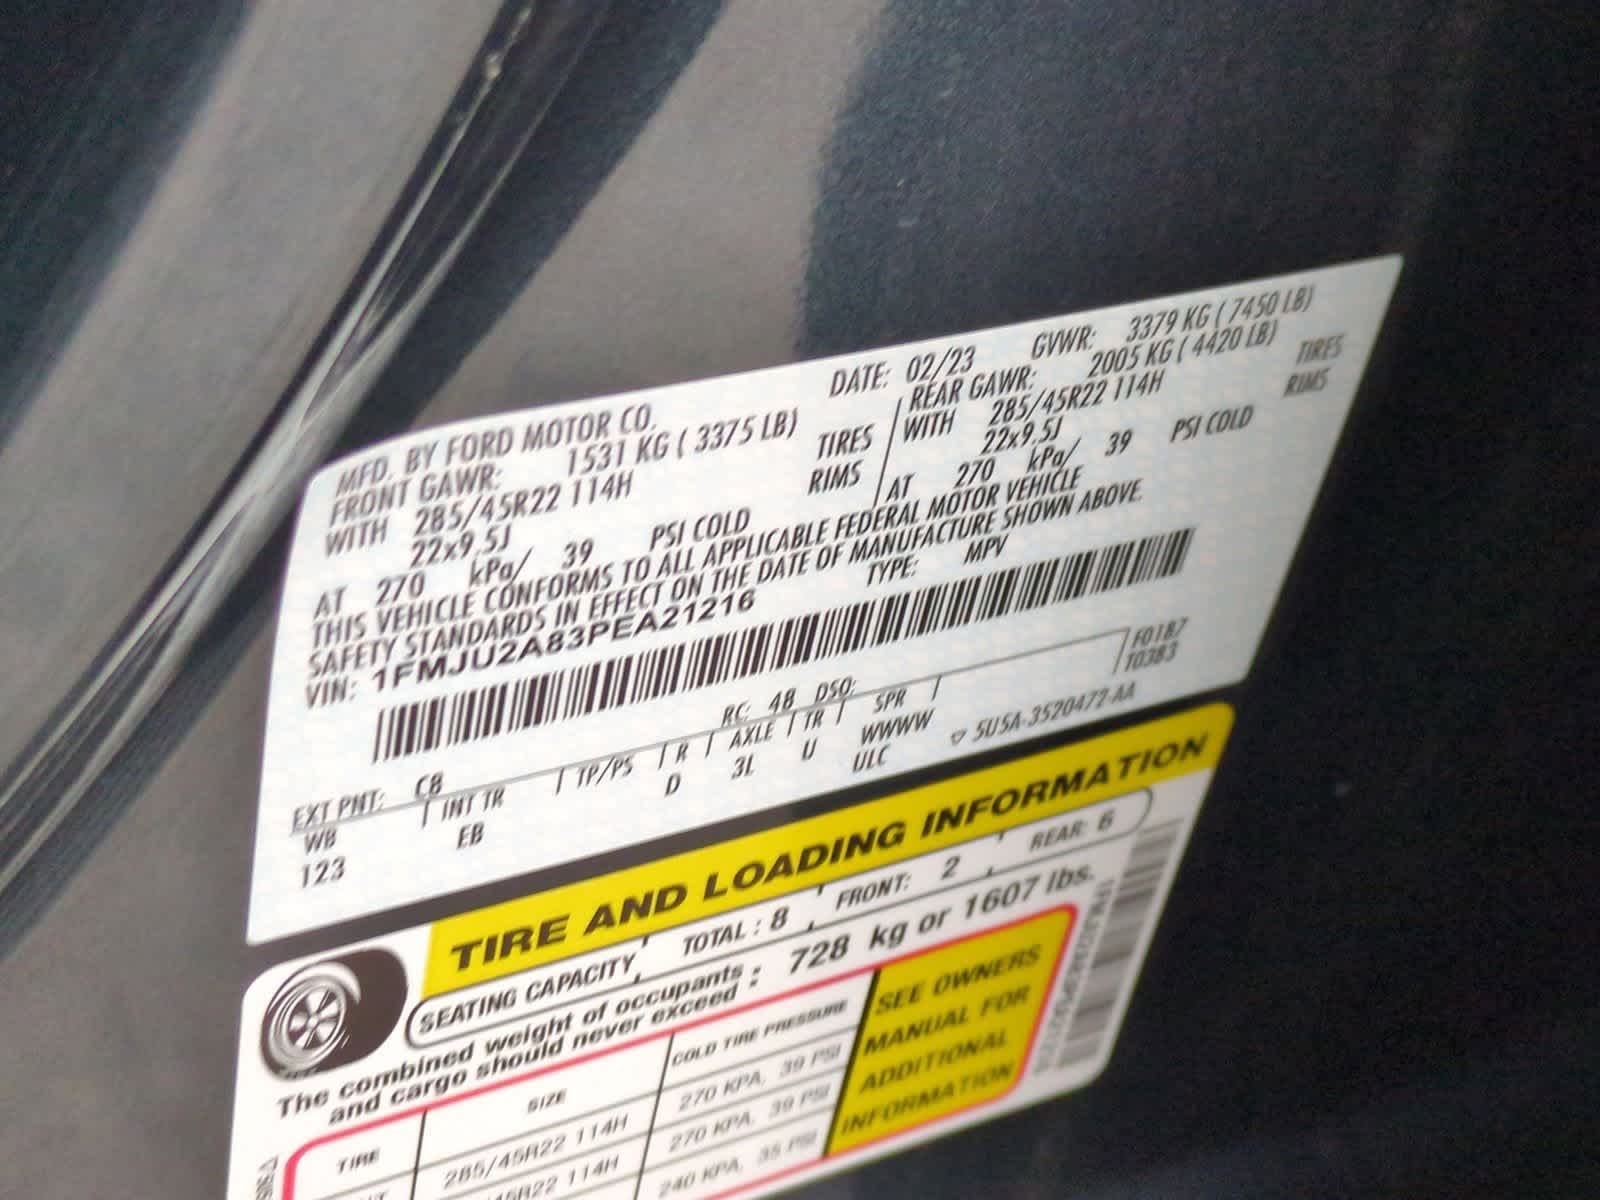 MFD. BY FORD MOTOR CO.
DATE: 02/23 GVWR: 3379 KG ( 7450 LB)
FRONT GAWR: 1531 KG ( 3375 LB)
REAR GAWR: 2005 KG ( 4420 LB)
WITH 285/45R22 114H TIRES
WITH 285/45R22 114H TIRES
22x9.5J RIMS
22x9.5J RIMS
AT 270 kPa/ 39 PSI COLD
AT 270 kPa/ 39 PSI COLD
THIS VEHICLE CONFORMS TO ALL APPLICABLE FEDERAL MOTOR VEHICLE
SAFETY STANDARDS IN EFFECT ON THE DATE OF MANUFACTURE SHOWN ABOVE.
VIN: 1FMJU2A83PEA21216 TYPE: MPV
F0187
T0383
EXT PNT: C8 RC: 48 DSO:
WB INT TR TP/PS R AXLE TR SPR
123 EB D 3L U WWWW
ULC
5U5A-3520472-AA
TIRE AND LOADING INFORMATION
SEATING CAPACITY TOTAL : 8 FRONT: 2 REAR: 6
The combined weight of occupants
and cargo should never exceed : 728 kg or 1607 lbs.
TIRE SIZE COLD TIRE PRESSURE
285/45R22 114H 270 KPA, 39 PSI
45R22 114H 270 KPA, 39 PSI
240 KPA, 35 PSI
SEE OWNERS
MANUAL FOR
ADDITIONAL
INFORMATION